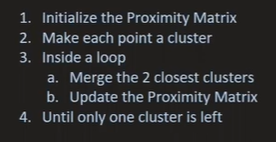 1. Initialize the Proximity Matrix
2. Make each point a cluster
3. Inside a loop
a. Merge the 2 closest clusters
b. Update the Proximity Matrix
4. Until only one cluster is left